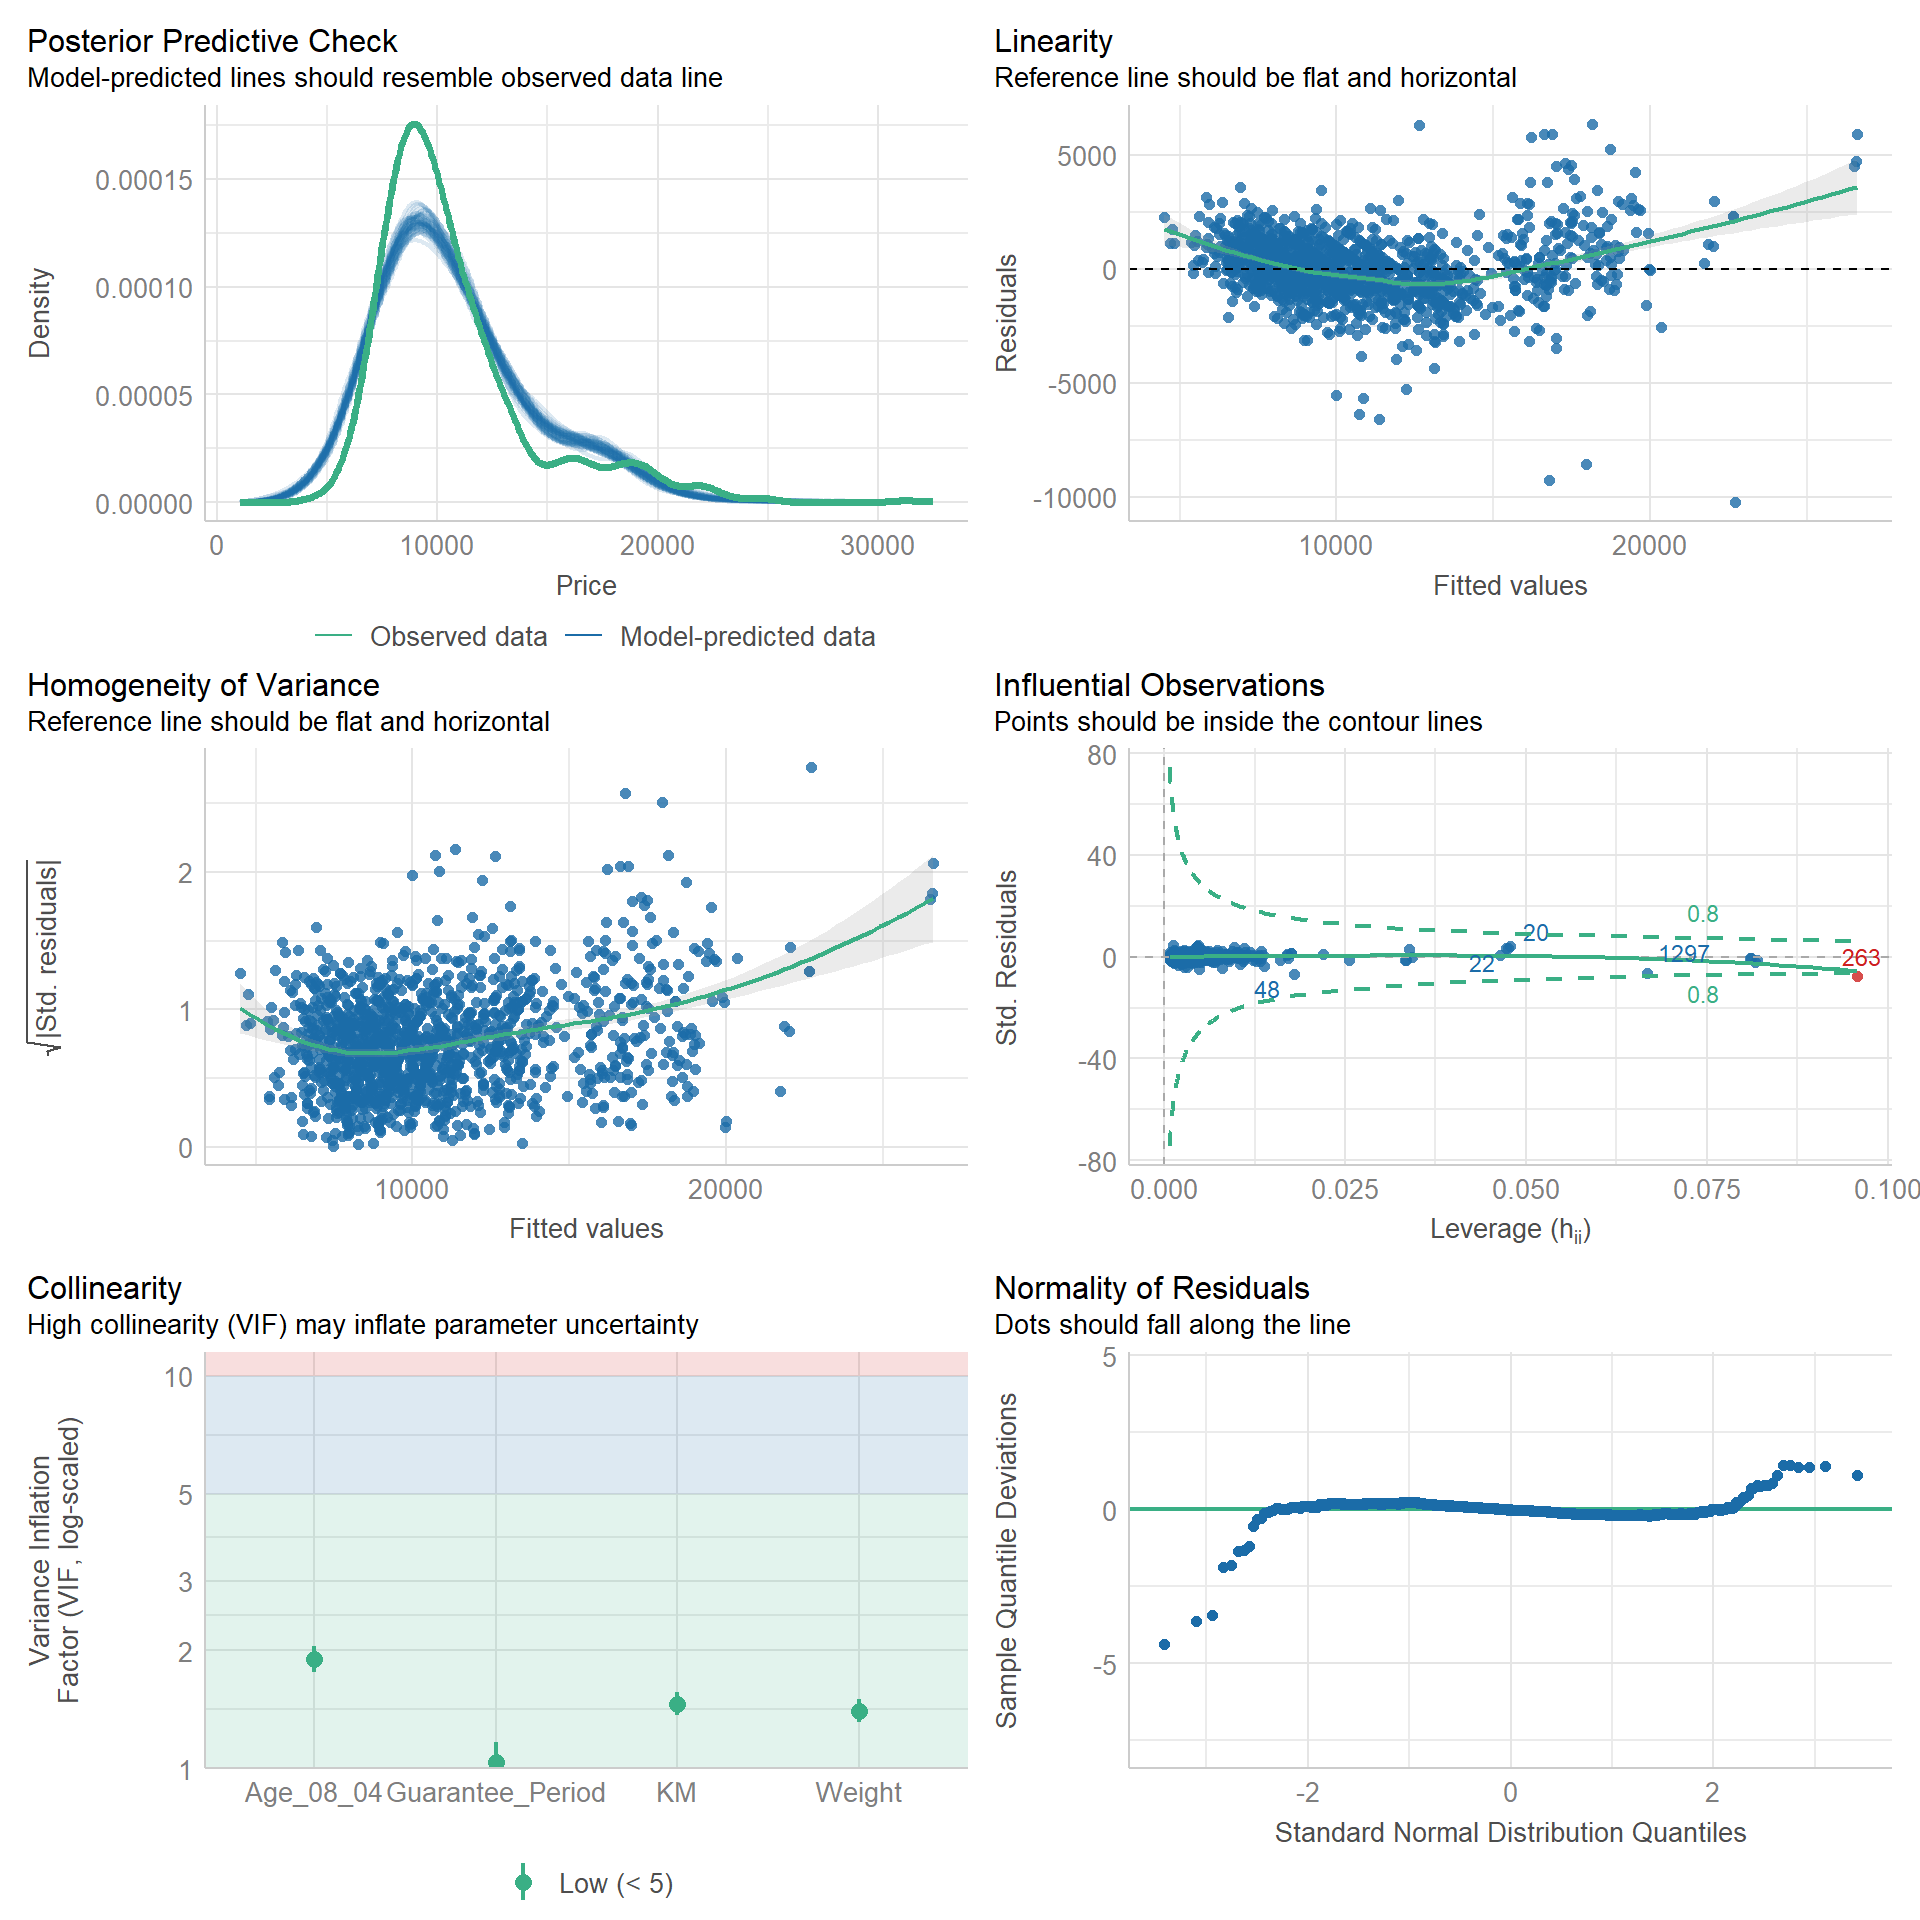 Posterior Predictive Check
Model-predicted lines should resemble observed data line
0.00015
0.00010
0.00005
0.00000
Density
0
10000
20000
30000
Price
Observed data
Model-predicted data
Linearity
Reference line should be flat and horizontal
5000
0
-5000
-10000
Residuals
10000
20000
Fitted values
Homogeneity of Variance
Reference line should be flat and horizontal
2
1
0
√|Std. residuals|
10000
20000
Fitted values
Influential Observations
Points should be inside the contour lines
80
40
0
-40
-80
Std. Residuals
0.8
20
1297
263
22
48
0.8
0.000
0.025
0.050
0.075
0.100
Leverage (hii)
Collinearity
High collinearity (VIF) may inflate parameter uncertainty
10
5
3
2
1
Variance Inflation
Factor (VIF, log-scaled)
Age_08_04
Guarantee_Period
KM
Weight
Low (< 5)
Normality of Residuals
Dots should fall along the line
5
0
-5
Sample Quantile Deviations
-2
0
2
Standard Normal Distribution Quantiles